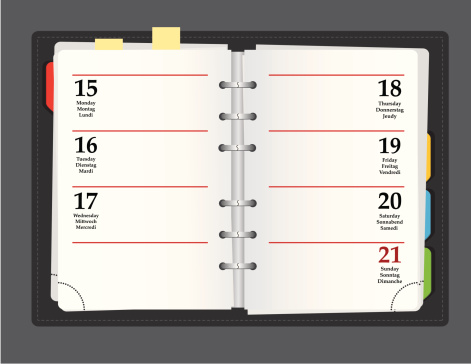 15
Monday
Montag
Lundi
16
Tuesday
Dienstag
Mardi
17
Wednesday
Mittwoch
Mercredi
18
Thursday
Donnerstag
Jeudy
19
Friday
Freitag
Vendredi
20
Saturday
Sonnabend
Samedi
21
Sunday
Sonntag
Dimanche